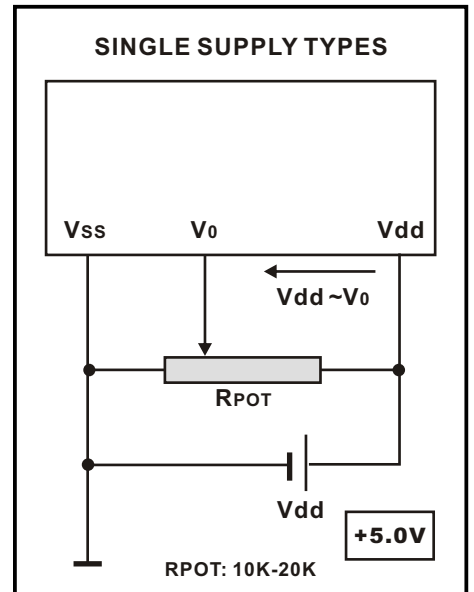 SINGLE SUPPLY TYPES
Vss V0 Vdd
Vdd ~V0
RPOT
Vdd
+5.0V
RPOT: 10K-20K